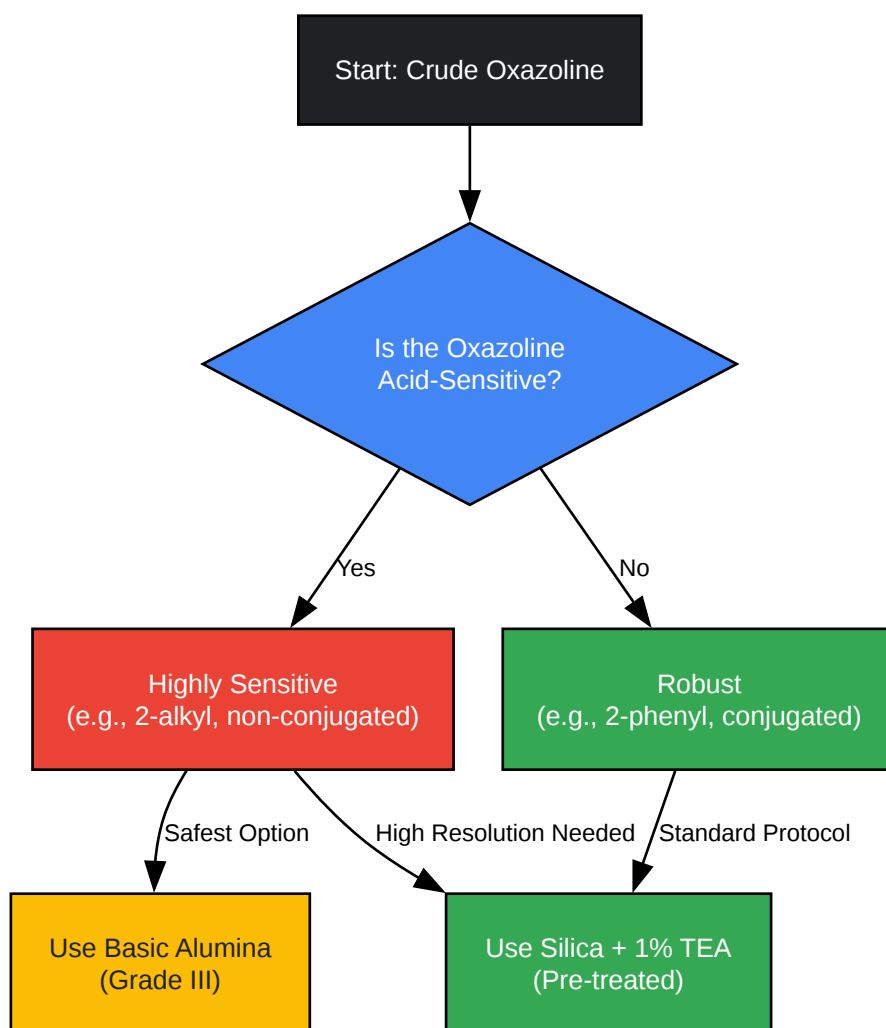 Start: Crude Oxazoline
Is the Oxazoline
Acid-Sensitive?
Yes
No
Highly Sensitive
(e.g., 2-alkyl, non-conjugated)
Robust
(e.g., 2-phenyl, conjugated)
Safest Option
High Resolution Needed
Standard Protocol
Use Basic Alumina
(Grade III)
Use Silica + 1% TEA
(Pre-treated)